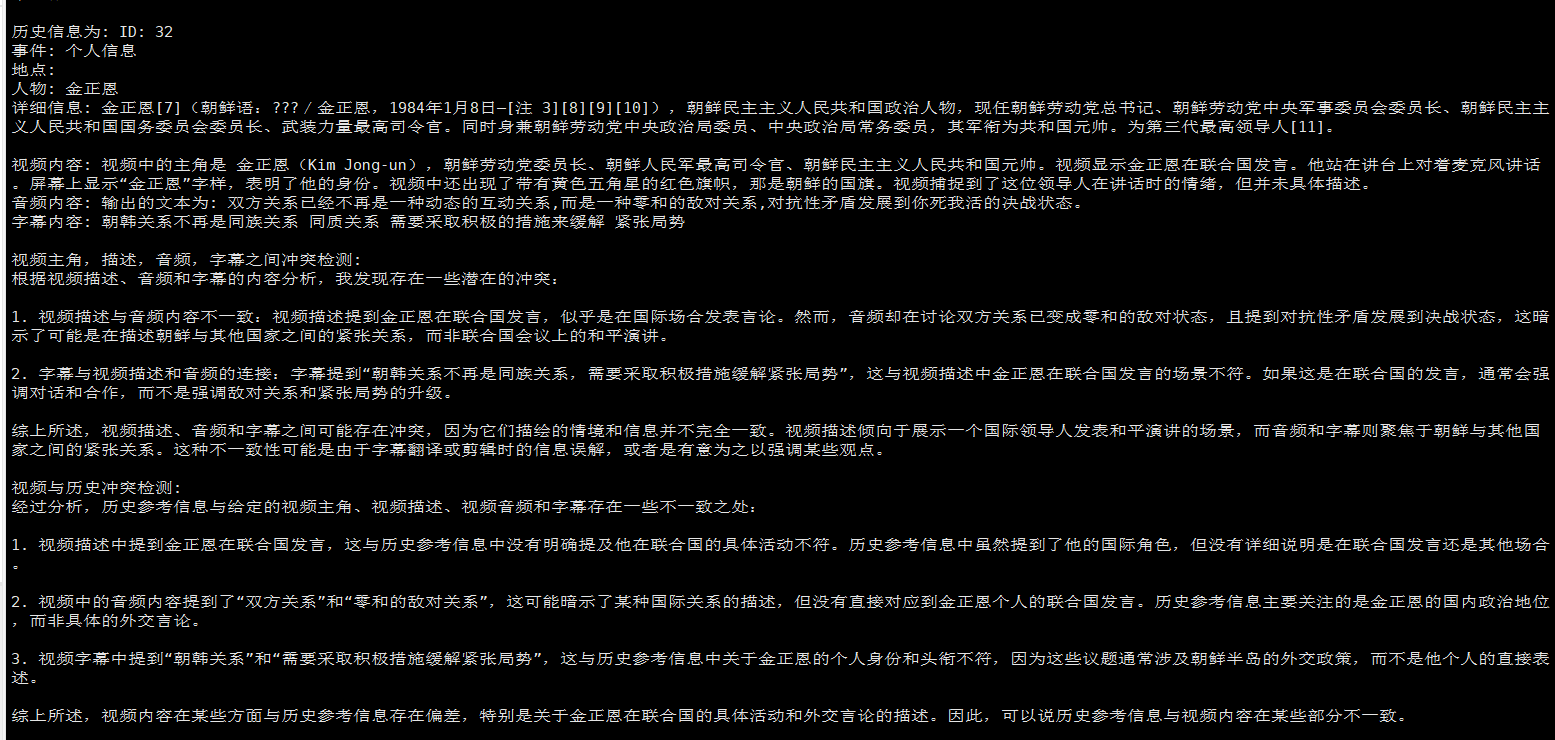 历史信息为: ID: 32
事件: 个人信息
地点:
人物: 金正恩
详细信息: 金正恩[7]（朝鲜语: ???/金正恩，1984年1月8日—[注 3][8][9][10]），朝鲜民主主义人民共和国政治人物，现任朝鲜劳动党总书记、朝鲜劳动党中央军事委员会委员长、朝鲜民主主
义人民共和国国务委员会委员长、武装力量最高司令官。同时身兼朝鲜劳动党中央政治局委员、中央政治局常务委员，其军衔为共和国元帅。为第三代最高领导人[11]。
视频内容: 视频中的主角是 金正恩（Kim Jong-un），朝鲜劳动党委员长、朝鲜人民军最高司令官、朝鲜民主主义人民共和国元帅。视频显示金正恩在联合国发言。他站在讲台上对着麦克风讲话
。屏幕上显示“金正恩”字样，表明了他的身份。视频中还出现了带有黄色五角星的红色旗帜，那是朝鲜的国旗。视频捕捉到了这位领导人在讲话时的情绪，但并未具体描述。
音频内容: 输出的文本为: 双方关系已经不再是一种动态的互动关系,而是一种零和的敌对关系,对抗性矛盾发展到你死我活的决战状态。
字幕内容: 朝韩关系不再是同族关系 同质关系 需要采取积极的措施来缓解 紧张局势
视频主角，描述，音频，字幕之间冲突检测:
根据视频描述、音频和字幕的内容分析，我发现存在一些潜在的冲突:
1. 视频描述与音频内容不一致: 视频描述提到金正恩在联合国发言，似乎是在国际场合发表言论。然而，音频却在讨论双方关系已变成零和的敌对状态，且提到对抗性矛盾发展到决战状态，这暗
示了可能是在描述朝鲜与其他国家之间的紧张关系，而非联合国会议上的和平演讲。
2. 字幕与视频描述和音频的连接: 字幕提到“朝韩关系不再是同族关系，需要采取积极措施缓解紧张局势”，这与视频描述中金正恩在联合国发言的场景不符。如果这是在联合国的发言，通常会强
调对话和合作，而不是强调敌对关系和紧张局势的升级。
综上所述，视频描述、音频和字幕之间可能存在冲突，因为它们描绘的情境和信息并不完全一致。视频描述倾向于展示一个国际领导人发表和平演讲的场景，而音频和字幕则聚焦于朝鲜与其他国
家之间的紧张关系。这种不一致性可能是由于字幕翻译或剪辑时的信息误解，或者是有意为之以强调某些观点。
视频与历史冲突检测:
经过分析，历史参考信息与给定的视频主角、视频描述、视频音频和字幕存在一些不一致之处:
1. 视频描述中提到金正恩在联合国发言，这与历史参考信息中没有明确提及他在联合国的具体活动不符。历史参考信息中虽然提到了他的国际角色，但没有详细说明是在联合国发言还是其他场合
。
2. 视频中的音频内容提到了“双方关系”和“零和的敌对关系”，这可能暗示了某种国际关系的描述，但没有直接对应到金正恩个人的联合国发言。历史参考信息主要关注的是金正恩的国内政治地位
，而非具体的外交言论。
3. 视频字幕中提到“朝韩关系”和“需要采取积极措施缓解紧张局势”，这与历史参考信息中关于金正恩的个人身份和头衔不符，因为这些议题通常涉及朝鲜半岛的外交政策，而不是他个人的直接表
述。
综上所述，视频内容在某些方面与历史参考信息存在偏差，特别是关于金正恩在联合国的具体活动和外交言论的描述。因此，可以说历史参考信息与视频内容在某些部分不一致。